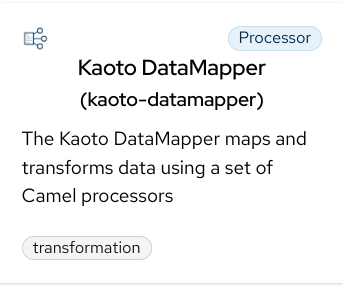 Processor
Kaoto DataMapper
(kaoto-datamapper)
The Kaoto DataMapper maps and
transforms data using a set of
Camel processors
transformation